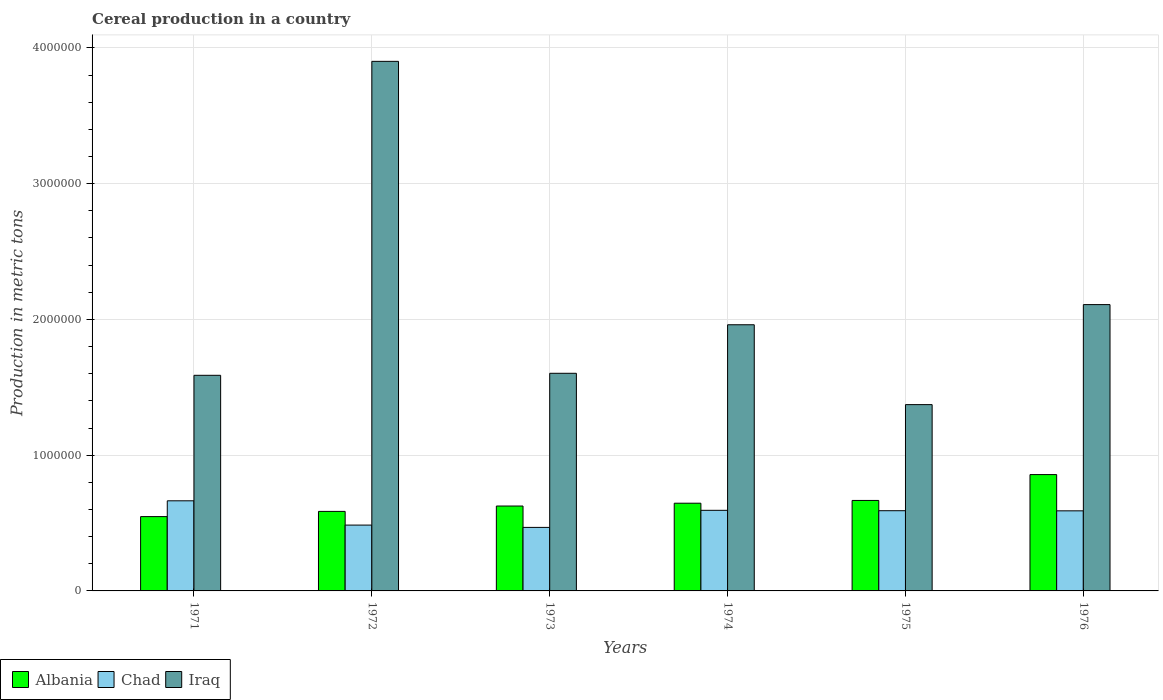 Cereal production in a country
Production in metric tons
4000000
3000000
2000000
1000000
0
1971
1972
1973
1974
1975
1976
Years
Albania
Chad
Iraq